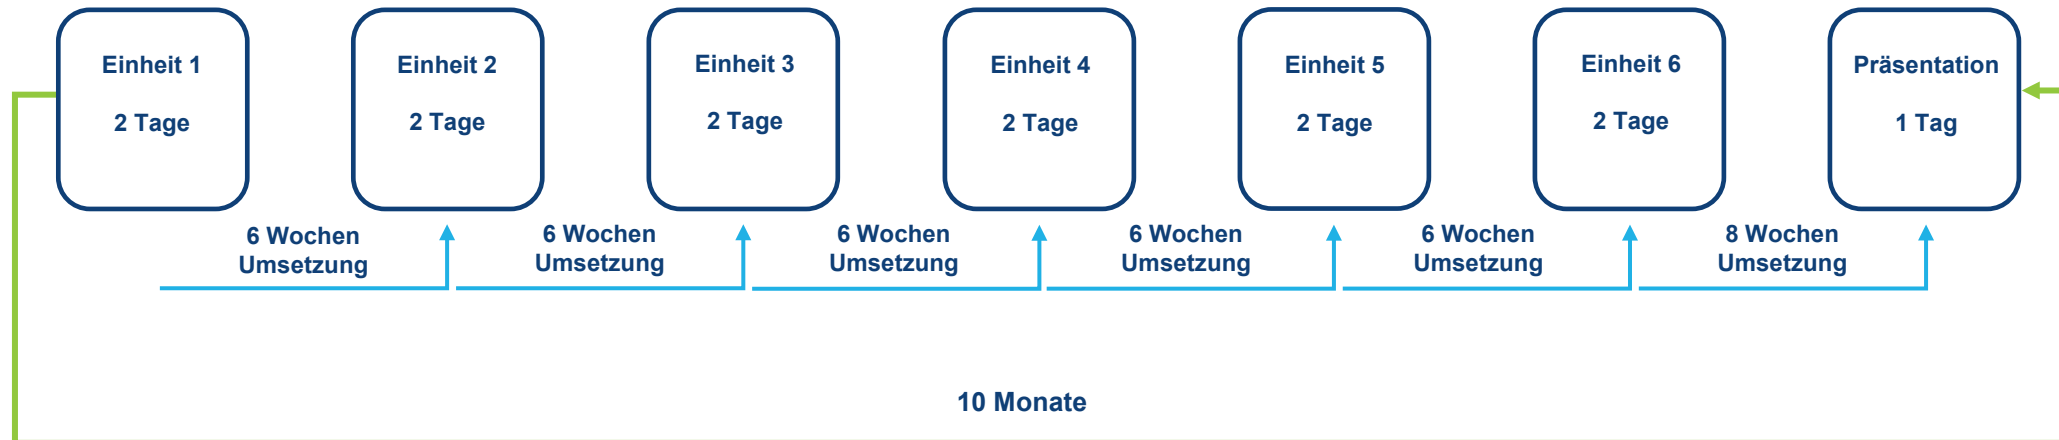 Einheit 1
2 Tage
Einheit 2
2 Tage
Einheit 3
2 Tage
Einheit 4
2 Tage
Einheit 5
2 Tage
Einheit 6
2 Tage
Präsentation
1 Tag
6 Wochen
Umsetzung
6 Wochen
Umsetzung
6 Wochen
Umsetzung
6 Wochen
Umsetzung
6 Wochen
Umsetzung
8 Wochen
Umsetzung
10 Monate